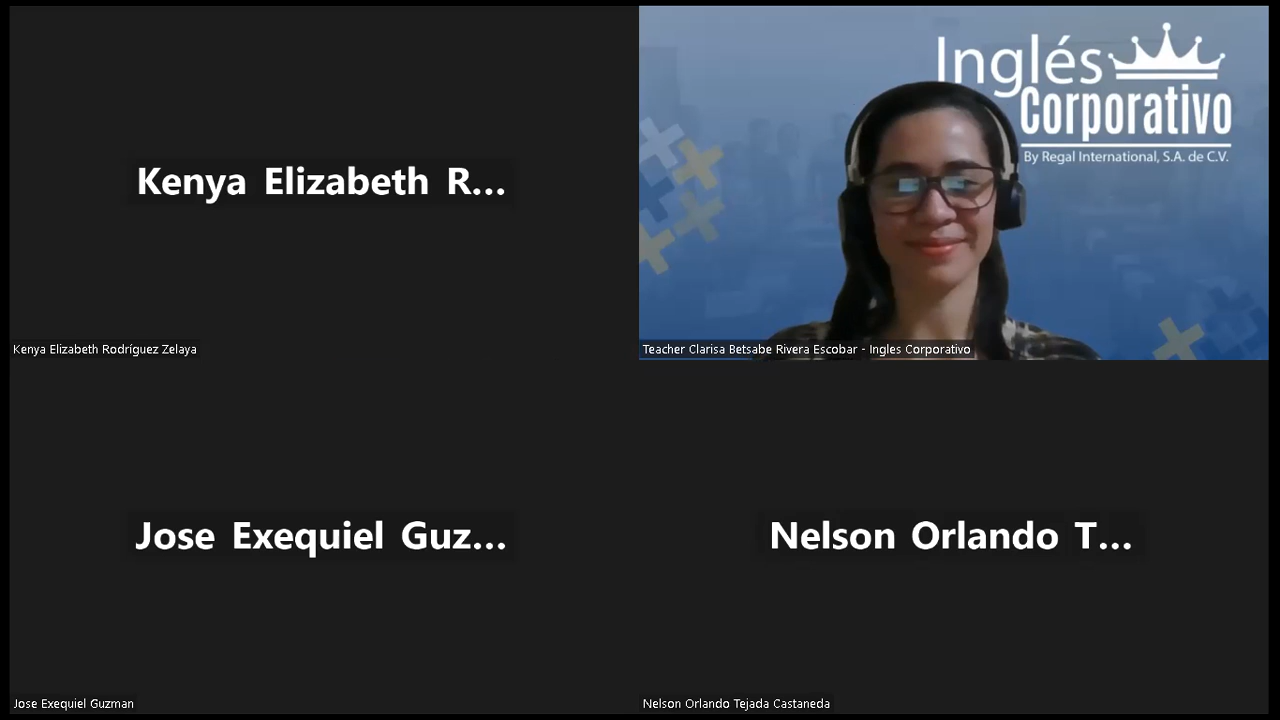 Kenya Elizabeth R...
Kenya Elizabeth Rodríguez Zelaya
Inglés
Corporativo
By Regal International, S.A. de C.V.
Teacher Clarisa Betsabe Rivera Escobar - Ingles Corporativo
Jose Exequiel Guz...
Jose Exequiel Guzman
Nelson Orlando T...
Nelson Orlando Tejada Castaneda